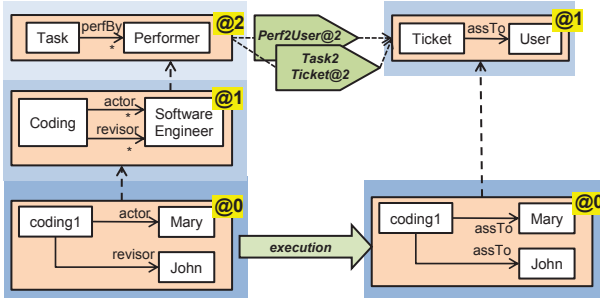 @2
Task
perfBy
*
Performer
Perf2User@2
Task2
Ticket@2
@1
Ticket
assTo
User
@1
Coding
actor
*
revisor
*
Software
Engineer
@0
coding1
actor
Mary
revisor
John
execution
@0
coding1
assTo
Mary
assTo
John